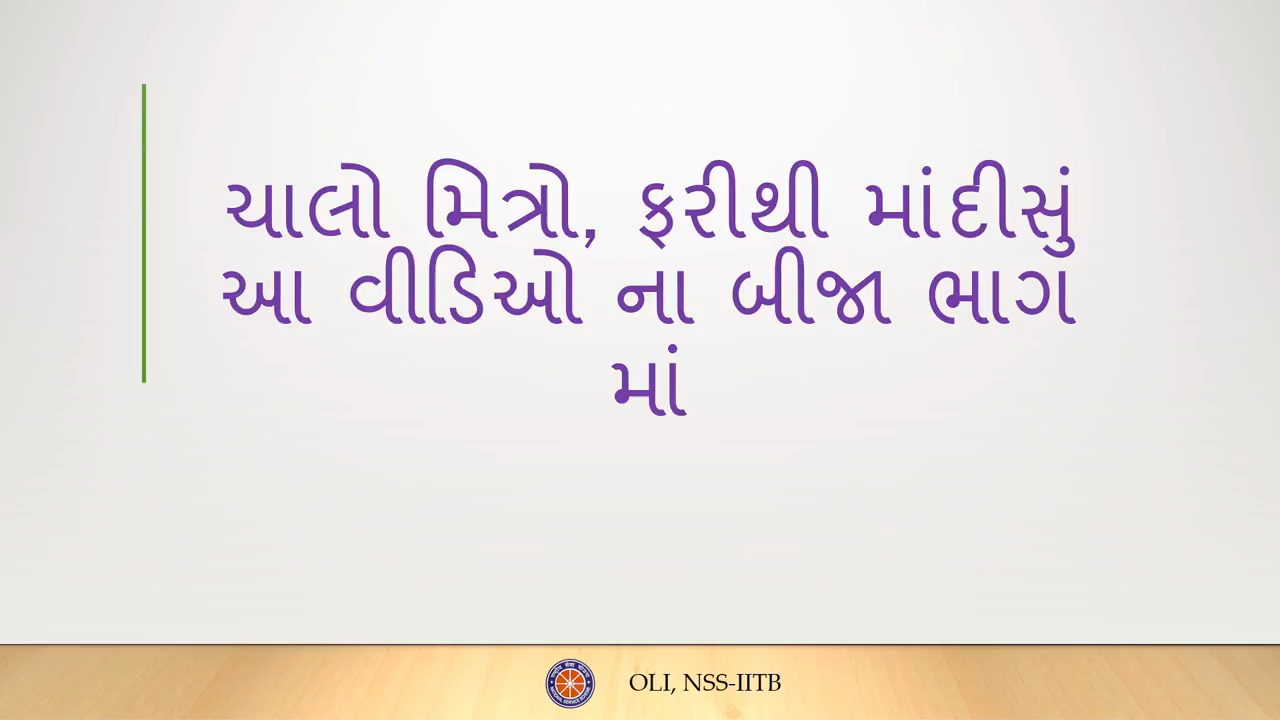 ચાલો મિત્રો, ફરીથી માંદીસું
આ વીડિઓ ના બીજા ભાગ
માં
OLI, NSS-IITB